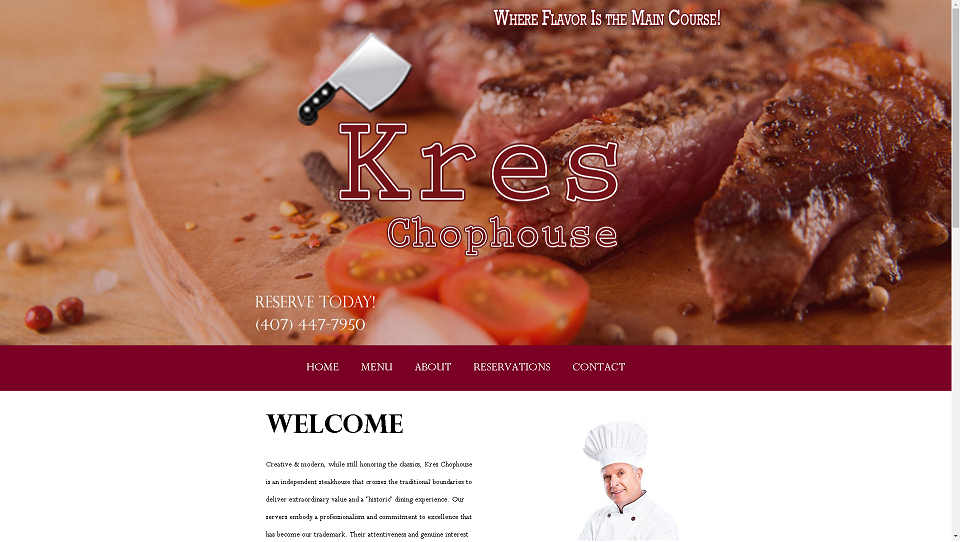 Where Flavor Is the Main Course!
Kres
Chophouse
RESERVE TODAY!
(407) 447-7950
HOME MENU ABOUT RESERVATIONS CONTACT
WELCOME
Creative & modern, while still honoring the classics, Kres Chophouse
is an independent steakhouse that crosses the traditional boundaries to
deliver extraordinary value and a "historic" dining experience. Our
servers embody a professionalism and commitment to excellence that
has become our trademark. Their attentiveness and genuine interest